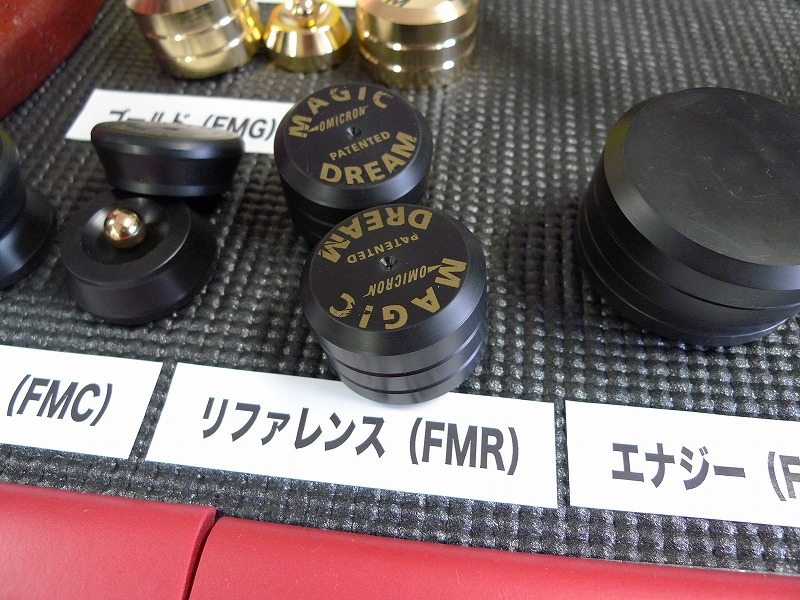 ゴールド (FMG)
MAGIC
OMICRON
PATENTED
DREAM
MAGIC
OMICRON
PATENTED
DREAM
(FMC)
リファレンス (FMR)
エナジー (F